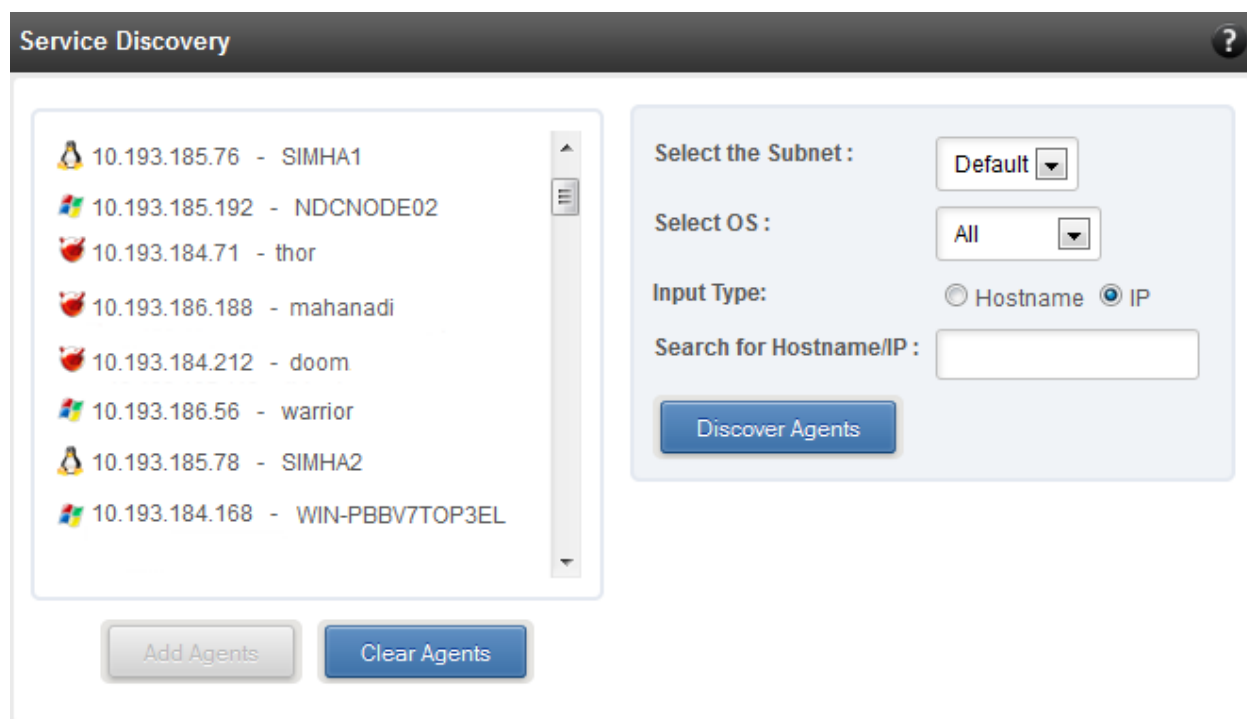 Service Discovery
?
10.193.185.76 - SIMHA1
10.193.185.192 - NDCNODE02
10.193.184.71 - thor
10.193.186.188 - mahanadi
10.193.184.212 - doom
10.193.186.56 - warrior
10.193.185.78 - SIMHA2
10.193.184.168 - WIN-PBBV7TOP3EL
Add Agents
Clear Agents
Select the Subnet :
Default
Select OS :
All
Input Type:
Hostname
IP
Search for Hostname/IP :
Discover Agents